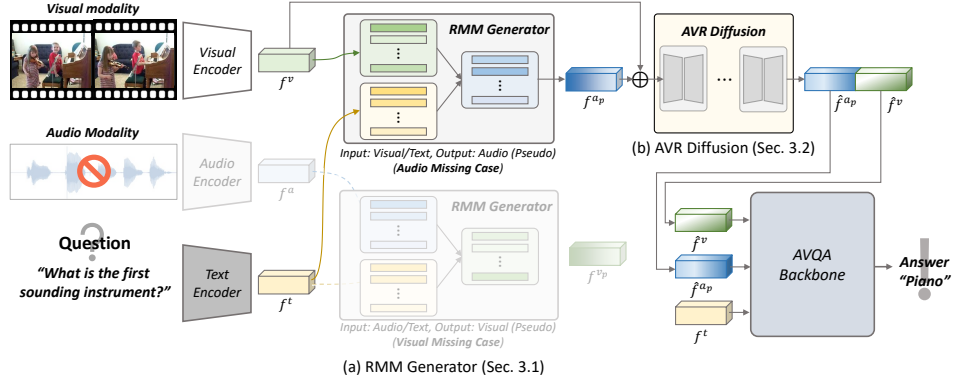 Visual modality
Visual
Encoder
f^v
RMM Generator
Input: Visual/Text, Output: Audio (Pseudo)
(Audio Missing Case)
f^{a_p}
AVR Diffusion
f̂^{a_p}
f̂^v
(b) AVR Diffusion (Sec. 3.2)
Audio Modality
Audio
Encoder
f^a
RMM Generator
Input: Audio/Text, Output: Visual (Pseudo)
(Visual Missing Case)
f^{v_p}
?
Question
“What is the first
sounding instrument?”
Text
Encoder
f^t
f̂^v
f̂^{a_p}
f^t
AVQA
Backbone
!
Answer
“Piano”
(a) RMM Generator (Sec. 3.1)